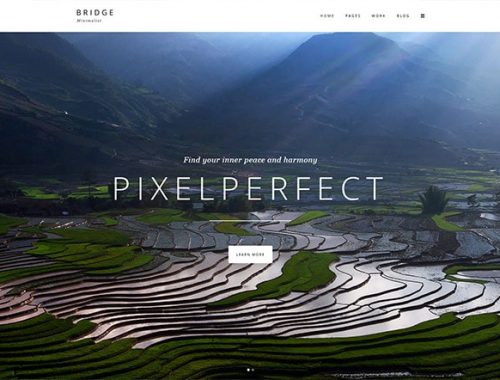 BRIDGE
Minimalist
HOME PAGES WORK BLOG
Find your inner peace and harmony
PIXELPERFECT
LEARN MORE